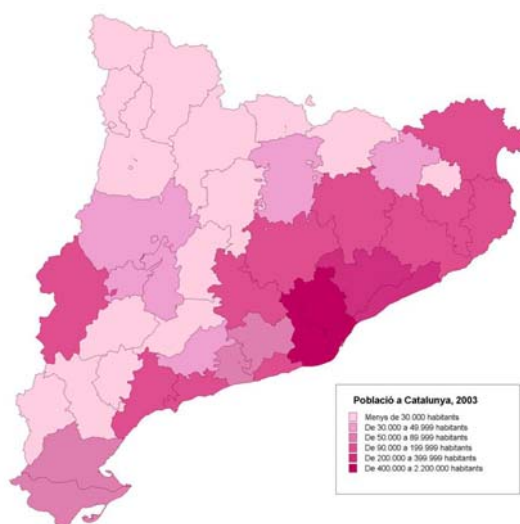 Població a Catalunya, 2003
Menys de 30.000 habitants
De 30.000 a 49.999 habitants
De 50.000 a 89.999 habitants
De 90.000 a 199.999 habitants
De 200.000 a 399.999 habitants
De 400.000 a 2.200.000 habitants